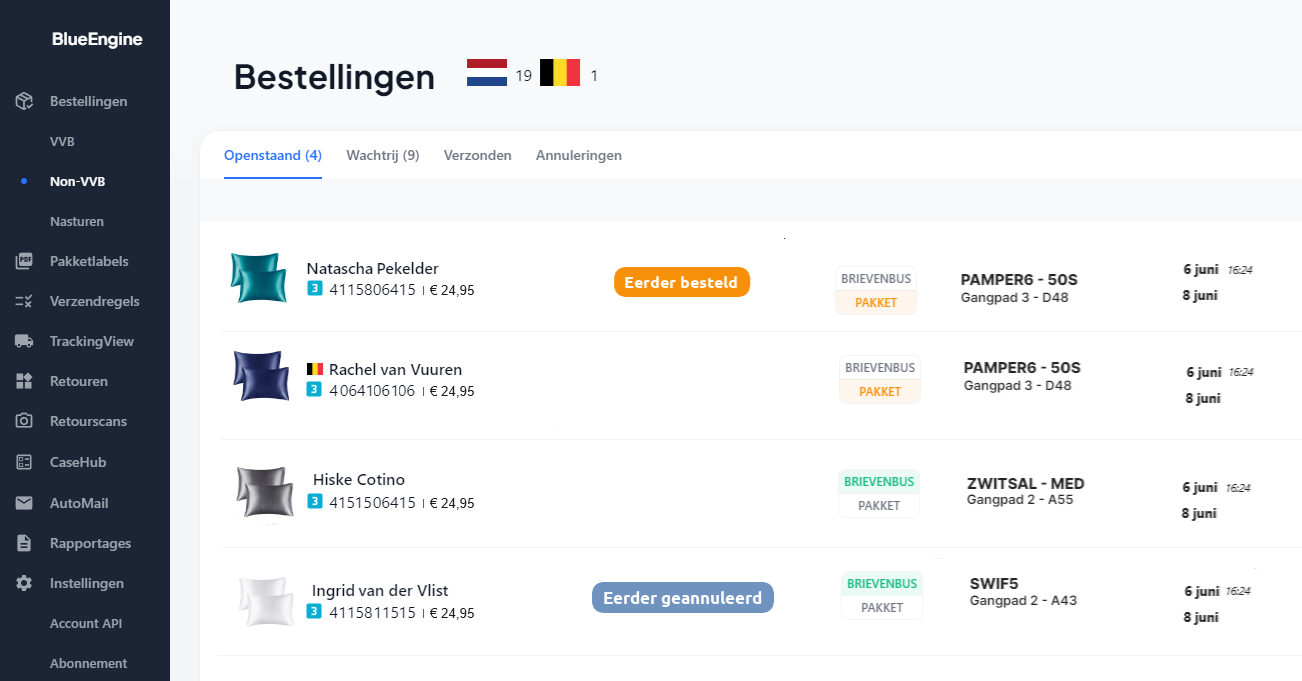 BlueEngine
Bestellingen
VVB
Non-VVB
Nasturen
Pakketlabels
Verzendregels
TrackingView
Retouren
Retourscans
CaseHub
AutoMail
Rapportages
Instellingen
Account API
Abonnement
Bestellingen 19 1
Openstaand (4) Wachtrij (9) Verzonden Annuleringen
Natascha Pekelder
3 4115806415 | € 24,95
Eerder besteld
BRIEVENBUS
PAKKET
PAMPER6 - 50S
Gangpad 3 - D48
6 juni 16:24
8 juni
Rachel van Vuuren
3 4064106106 | € 24,95
BRIEVENBUS
PAKKET
PAMPER6 - 50S
Gangpad 3 - D48
6 juni 16:24
8 juni
Hiske Cotino
3 4151506415 | € 24,95
BRIEVENBUS
PAKKET
ZWITSAL - MED
Gangpad 2 - A55
6 juni 16:24
8 juni
Ingrid van der Vlist
3 4115811515 | € 24,95
Eerder geannuleerd
BRIEVENBUS
PAKKET
SWIF5
Gangpad 2 - A43
6 juni 16:24
8 juni